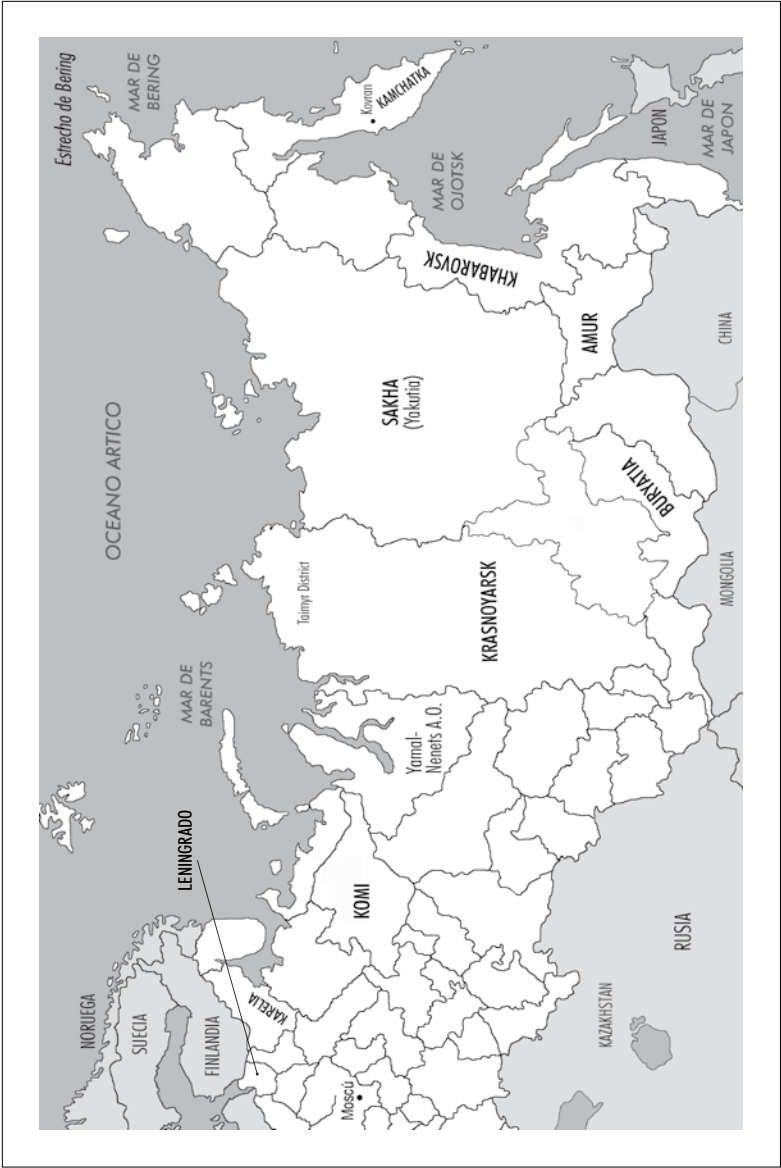 Estrecho de Bering
MAR DE
BERING
Kovran
KAMCHATKA
MAR DE
OJOTSK
JAPON
MAR DE
JAPON
KHABAROVSK
OCEANO ARTICO
SAKHA
(Yakutia)
AMUR
CHINA
BURYATIA
Taimyr District
KRASNOYARSK
MONGOLIA
MAR DE
BARENTS
Yamal-
Nenets A.O.
LENINGRADO
KOMI
RUSIA
NORUEGA
SUECIA
FINLANDIA
KARELIA
KAZAKHSTAN
Moscú